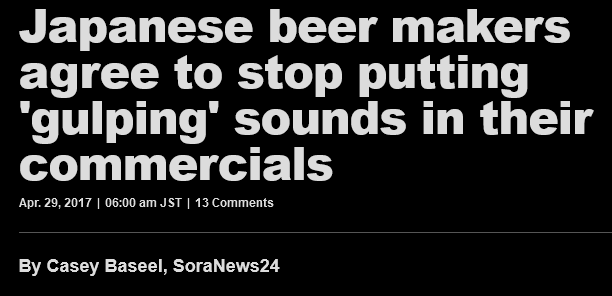 Japanese beer makers
agree to stop putting
'gulping' sounds in their
commercials
Apr. 29, 2017 | 06:00 am JST | 13 Comments
By Casey Baseel, SoraNews24